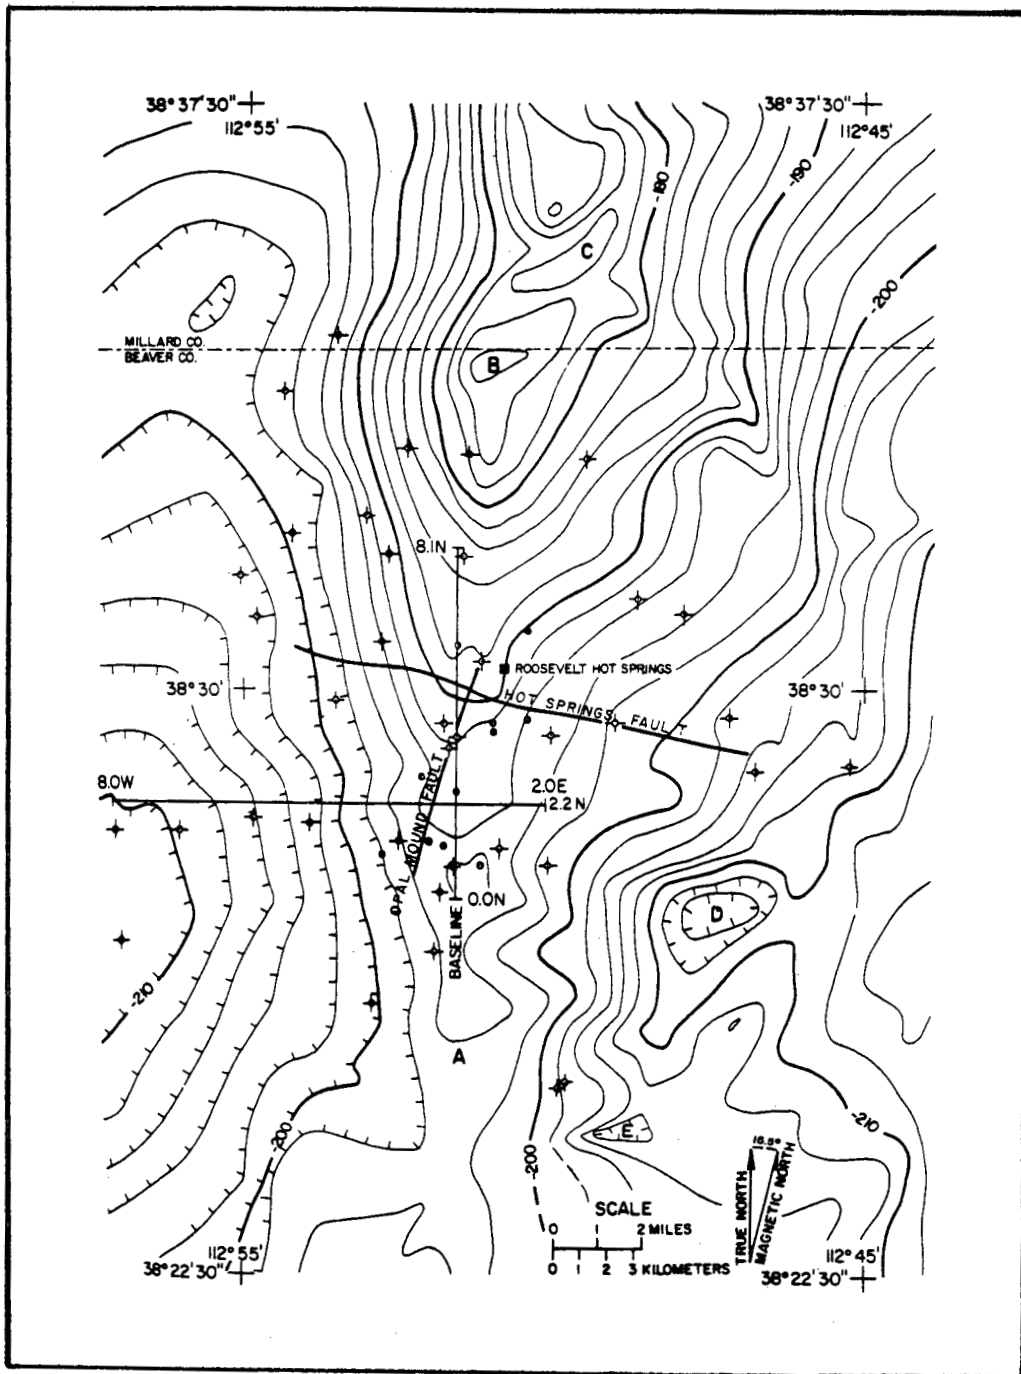 38° 37' 30"
112° 55'
38° 37' 30"
112° 45'
-180
-190
-200
C
MILLARD CO.
BEAVER CO.
B
8.1N
ROOSEVELT HOT SPRINGS
38° 30'
HOT SPRINGS FAULT
38° 30'
8.0W
2.0E
2.2N
OPAL MOUND FAULT
0.0N
BASELINE
D
-210
A
-200
E
-200
-210
16.5°
TRUE NORTH
MAGNETIC NORTH
SCALE
0 1 2 MILES
0 1 2 3 KILOMETERS
112° 55'
38° 22' 30"
112° 45'
38° 22' 30"